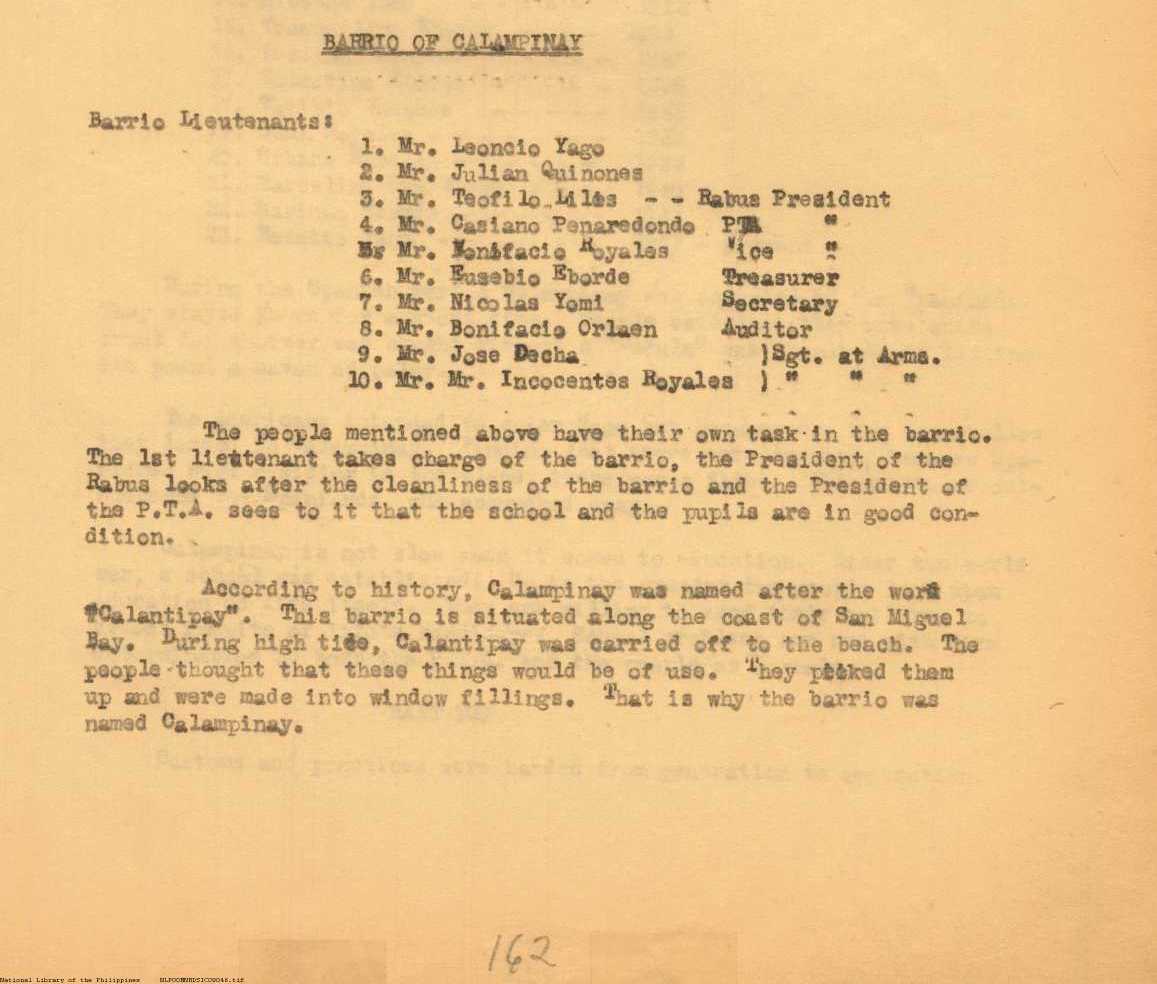 BARRIO OF CALAMPINAY
Barrio Lieutenants:
1. Mr. Leoncio Yago
2. Mr. Julian Quinones
3. Mr. Teofilo Liles - - Rabus President
4. Mr. Casiano Penaredondo PTA "
5. Mr. Bonifacio Royales Vice "
6. Mr. Eusebio Eborde Treasurer
7. Mr. Nicolas Yomi Secretary
8. Mr. Bonifacio Orlaen Auditor
9. Mr. Jose Decha )Sgt. at Arms.
10. Mr. Mr. Incocentes Royales ) " " "
The people mentioned above have their own task in the barrio.
The 1st lieutenant takes charge of the barrio, the President of the
Rabus looks after the cleanliness of the barrio and the President of
the P.T.A. sees to it that the school and the pupils are in good con-
dition.
According to history, Calampinay was named after the word
"Calantipay". This barrio is situated along the coast of San Miguel
Bay. During high tide, Calantipay was carried off to the beach. The
people thought that these things would be of use. They picked them
up and were made into window fillings. That is why the barrio was
named Calampinay.
162
National Library of the Philippines